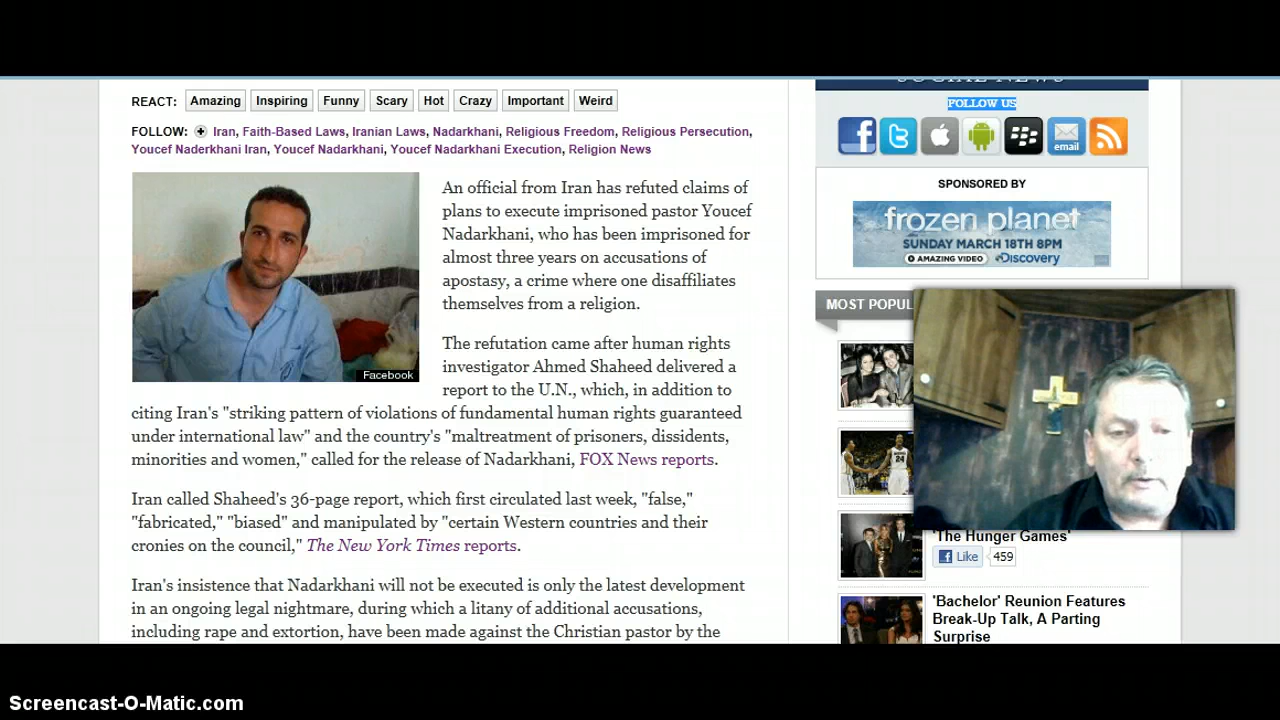 SOCIAL NEWS
REACT: Amazing Inspiring Funny Scary Hot Crazy Important Weird
FOLLOW: Iran, Faith-Based Laws, Iranian Laws, Nadarkhani, Religious Freedom, Religious Persecution,
Youcef Naderkhani Iran, Youcef Nadarkhani, Youcef Nadarkhani Execution, Religion News
Facebook
An official from Iran has refuted claims of
plans to execute imprisoned pastor Youcef
Nadarkhani, who has been imprisoned for
almost three years on accusations of
apostasy, a crime where one disaffiliates
themselves from a religion.
The refutation came after human rights
investigator Ahmed Shaheed delivered a
report to the U.N., which, in addition to
citing Iran's "striking pattern of violations of fundamental human rights guaranteed
under international law" and the country's "maltreatment of prisoners, dissidents,
minorities and women," called for the release of Nadarkhani, FOX News reports.
Iran called Shaheed's 36-page report, which first circulated last week, "false,"
"fabricated," "biased" and manipulated by "certain Western countries and their
cronies on the council," The New York Times reports.
Iran's insistence that Nadarkhani will not be executed is only the latest development
in an ongoing legal nightmare, during which a litany of additional accusations,
including rape and extortion, have been made against the Christian pastor by the
FOLLOW US
email
SPONSORED BY
frozen planet
SUNDAY MARCH 18TH 8PM
AMAZING VIDEO Discovery
MOST POPUL
24
'The Hunger Games'
Like 459
'Bachelor' Reunion Features
Break-Up Talk, A Parting
Surprise
Screencast-O-Matic.com